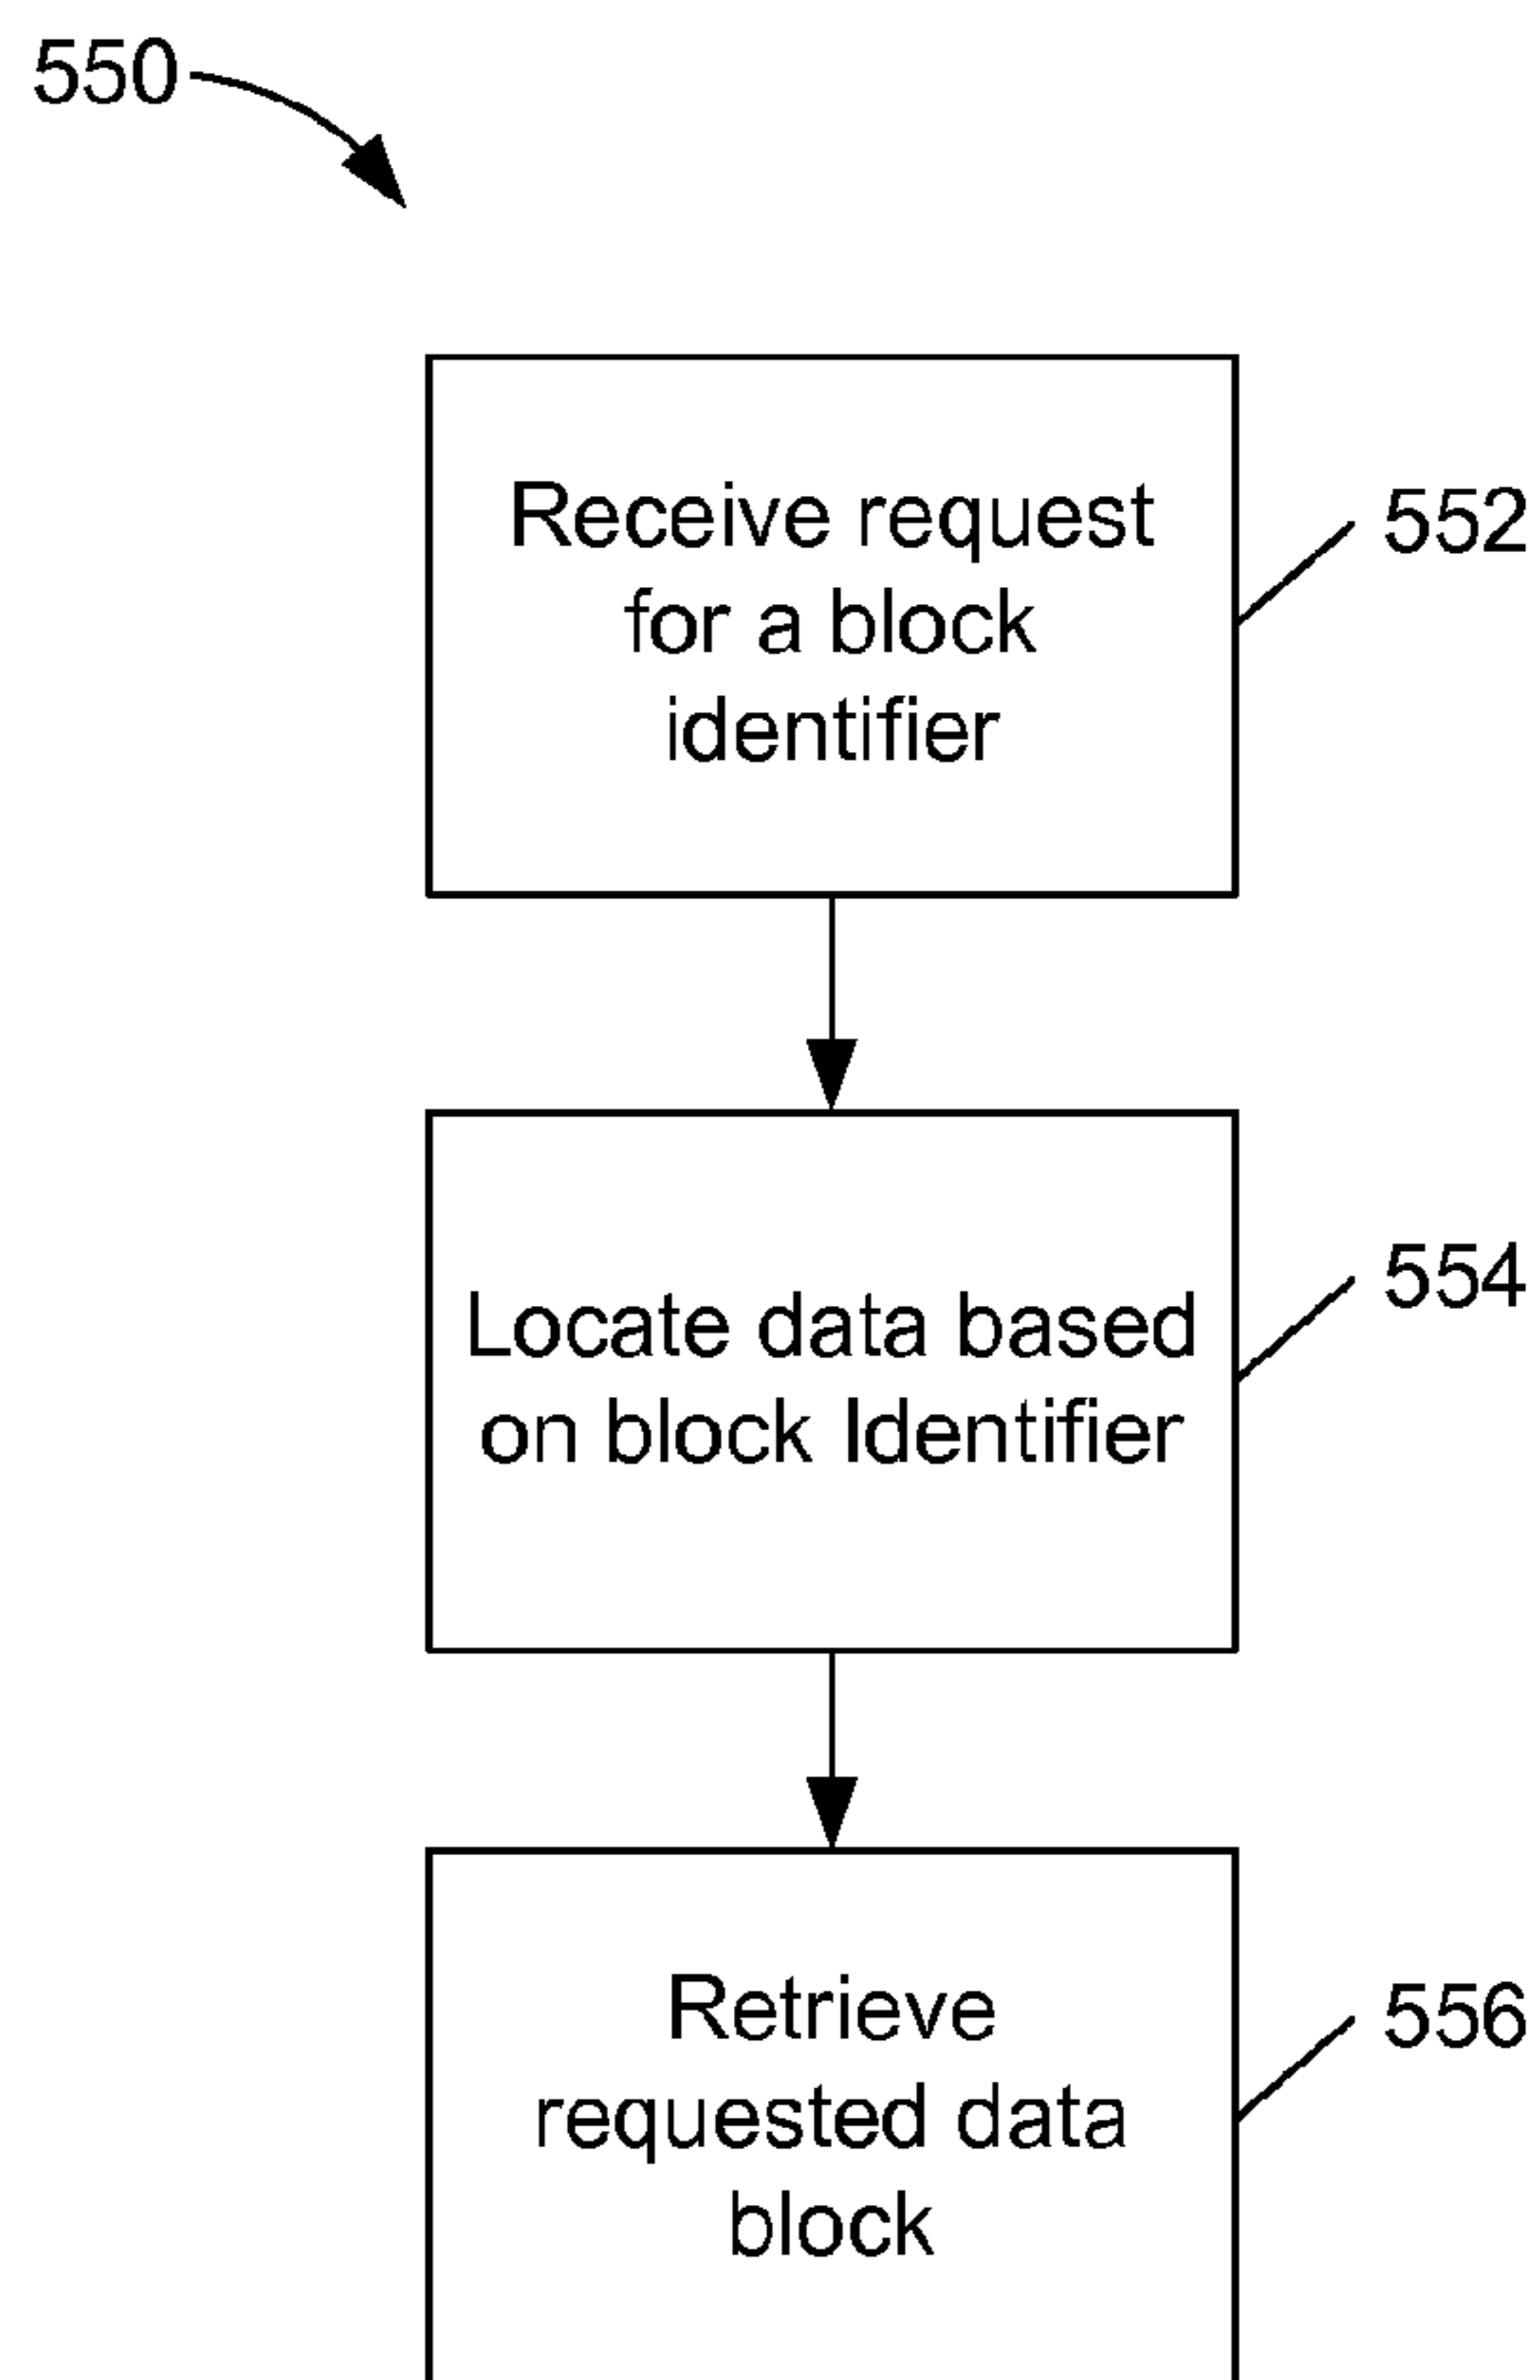 550
Receive request
for a block
identifier
552
Locate data based
on block Identifier
554
Retrieve
requested data
block
556